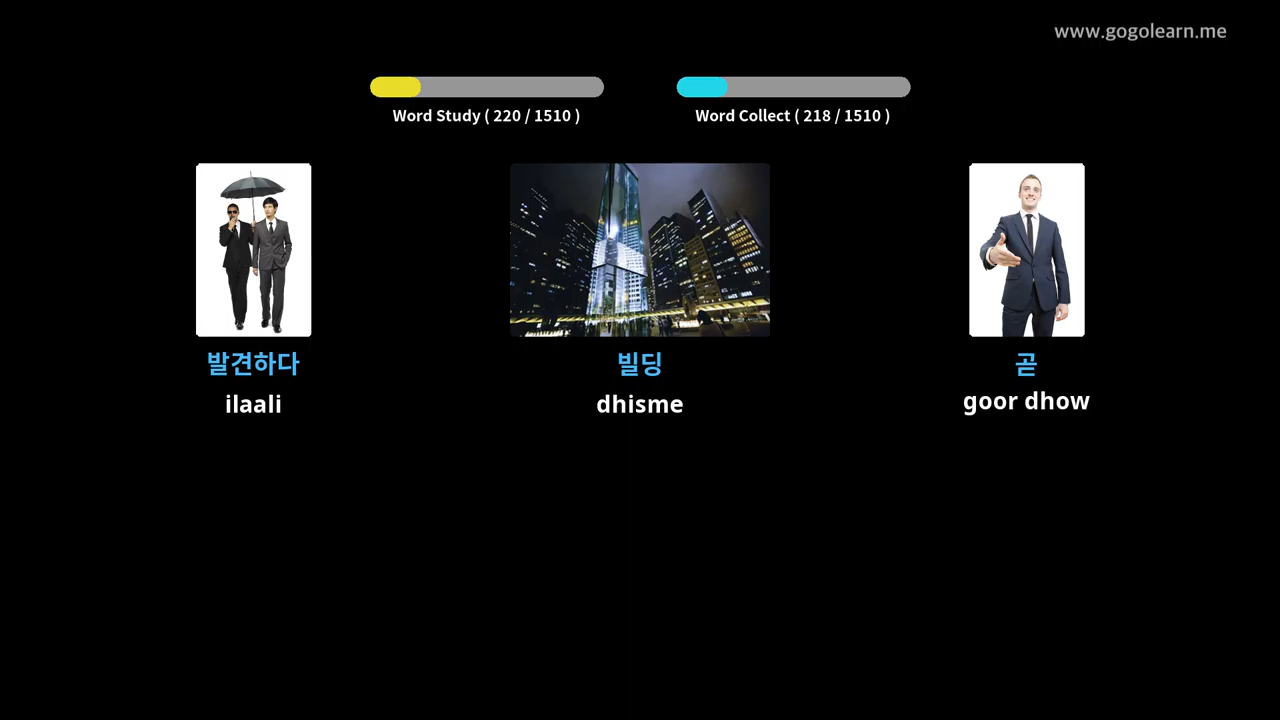 www.gogolearn.me
Word Study ( 220 / 1510 )
Word Collect ( 218 / 1510 )
발견하다
빌딩
곧
ilaali
dhisme
goor dhow